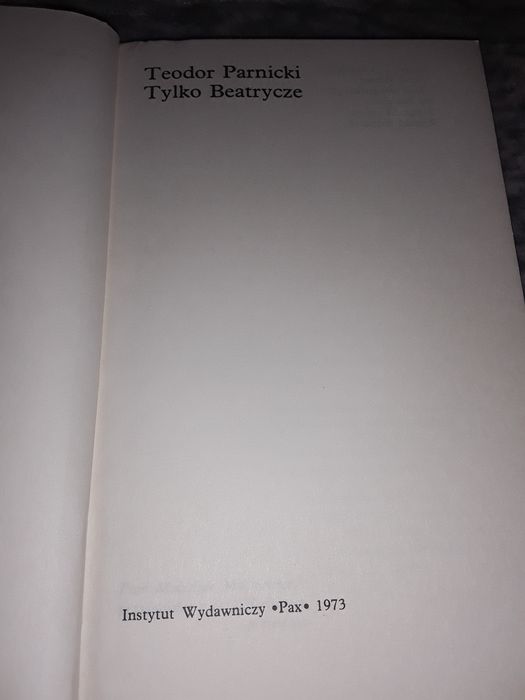 Teodor Parnicki
Tylko Beatrycze
Instytut Wydawniczy •Pax• 1973